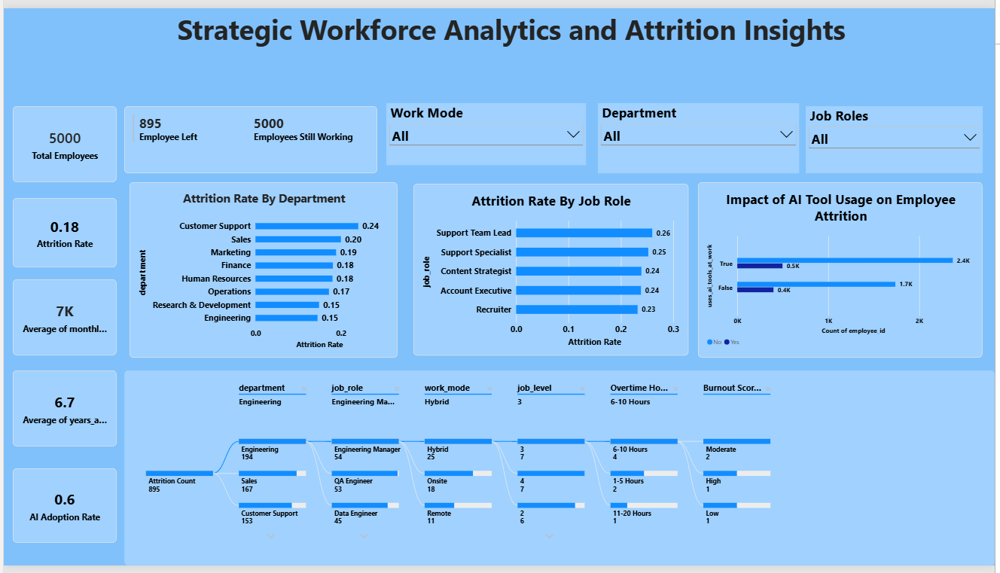 Strategic Workforce Analytics and Attrition Insights
5000
Total Employees
895
Employee Left
5000
Employees Still Working
Work Mode
All
Department
All
Job Roles
All
0.18
Attrition Rate
7K
Average of monthl...
6.7
Average of years_a...
0.6
AI Adoption Rate
Attrition Rate By Department
department
Customer Support 0.24
Sales 0.20
Marketing 0.19
Finance 0.18
Human Resources 0.18
Operations 0.17
Research & Development 0.15
Engineering 0.15
0.0 0.2
Attrition Rate
Attrition Rate By Job Role
job_role
Support Team Lead 0.26
Support Specialist 0.25
Content Strategist 0.24
Account Executive 0.24
Recruiter 0.23
0.0 0.1 0.2 0.3
Attrition Rate
Impact of AI Tool Usage on Employee
Attrition
uses_ai_tools_at_work
True 2.4K
0.5K
False 1.7K
0.4K
0K 1K 2K
Count of employee_id
No Yes
department job_role work_mode job_level Overtime Ho... Burnout Scor...
Engineering Engineering Ma... Hybrid 3 6-10 Hours
Attrition Count
895
Engineering
194
Sales
167
Customer Support
153
Engineering Manager
54
QA Engineer
53
Data Engineer
45
Hybrid
25
Onsite
18
Remote
11
3
7
4
7
2
6
6-10 Hours
4
1-5 Hours
2
11-20 Hours
1
Moderate
2
High
1
Low
1